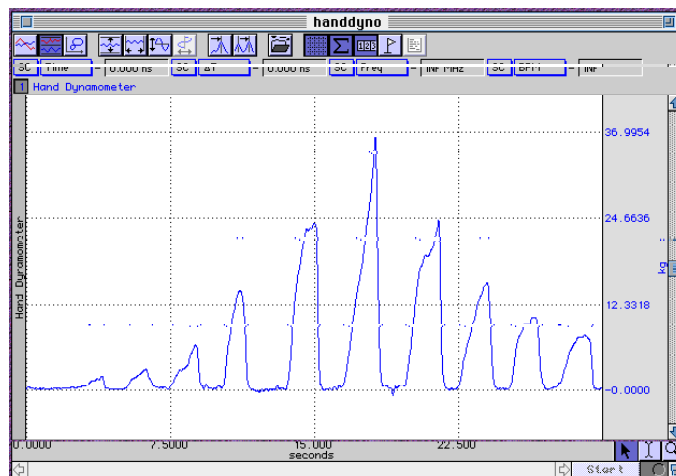 handdyno
SC Time = 0.000 ns SC ΔT = 0.000 ns SC Freq = INF MHz SC BPM = INF
1 Hand Dynamometer
36.9954
24.6636
12.3318
-0.0000
Hand Dynamometer
kg
0.0000 7.5000 15.000 22.500
seconds
Start